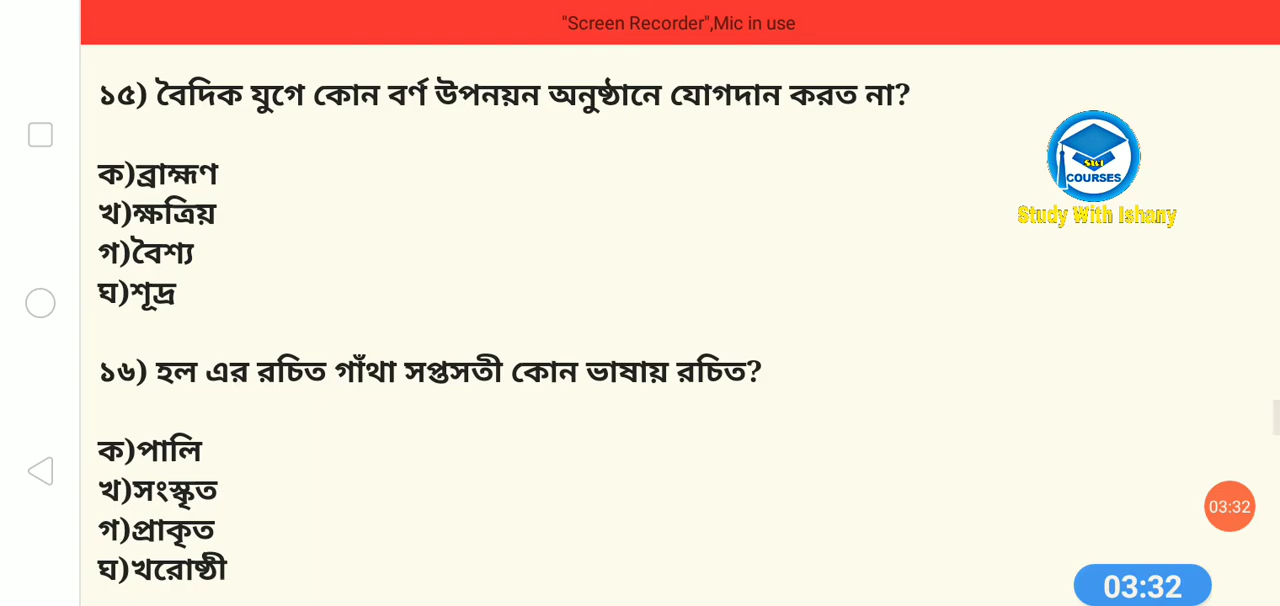 "Screen Recorder",Mic in use
১৫) বৈদিক যুগে কোন বর্ণ উপনয়ন অনুষ্ঠানে যোগদান করত না?
ক)ব্রাহ্মণ
খ)ক্ষত্রিয়
গ)বৈশ্য
ঘ)শূদ্র
COURSES
Study With Ishany
১৬) হল এর রচিত গাঁথা সপ্তসতী কোন ভাষায় রচিত?
ক)পালি
খ)সংস্কৃত
গ)প্রাকৃত
ঘ)খরোষ্ঠী
03:32
03:32